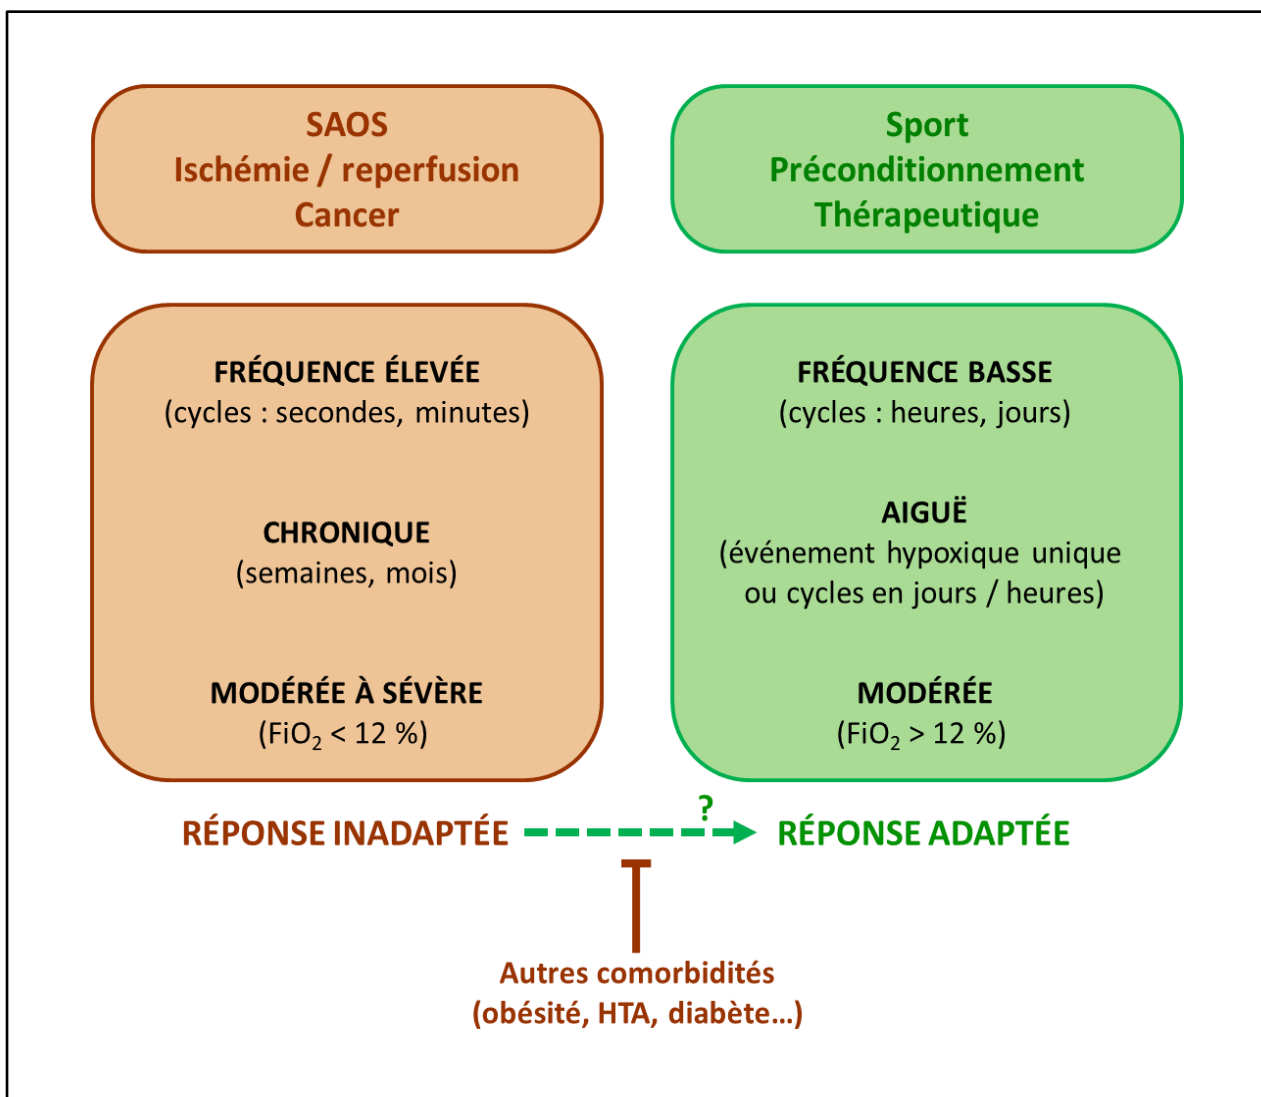 SAOS
Ischémie / reperfusion
Cancer
Sport
Préconditionnement
Thérapeutique
FRÉQUENCE ÉLEVÉE
(cycles : secondes, minutes)
CHRONIQUE
(semaines, mois)
MODÉRÉE À SÉVÈRE
(FiO₂ < 12 %)
FRÉQUENCE BASSE
(cycles : heures, jours)
AIGUË
(événement hypoxique unique
ou cycles en jours / heures)
MODÉRÉE
(FiO₂ > 12 %)
RÉPONSE INADAPTÉE
?
RÉPONSE ADAPTÉE
Autres comorbidités
(obésité, HTA, diabète...)